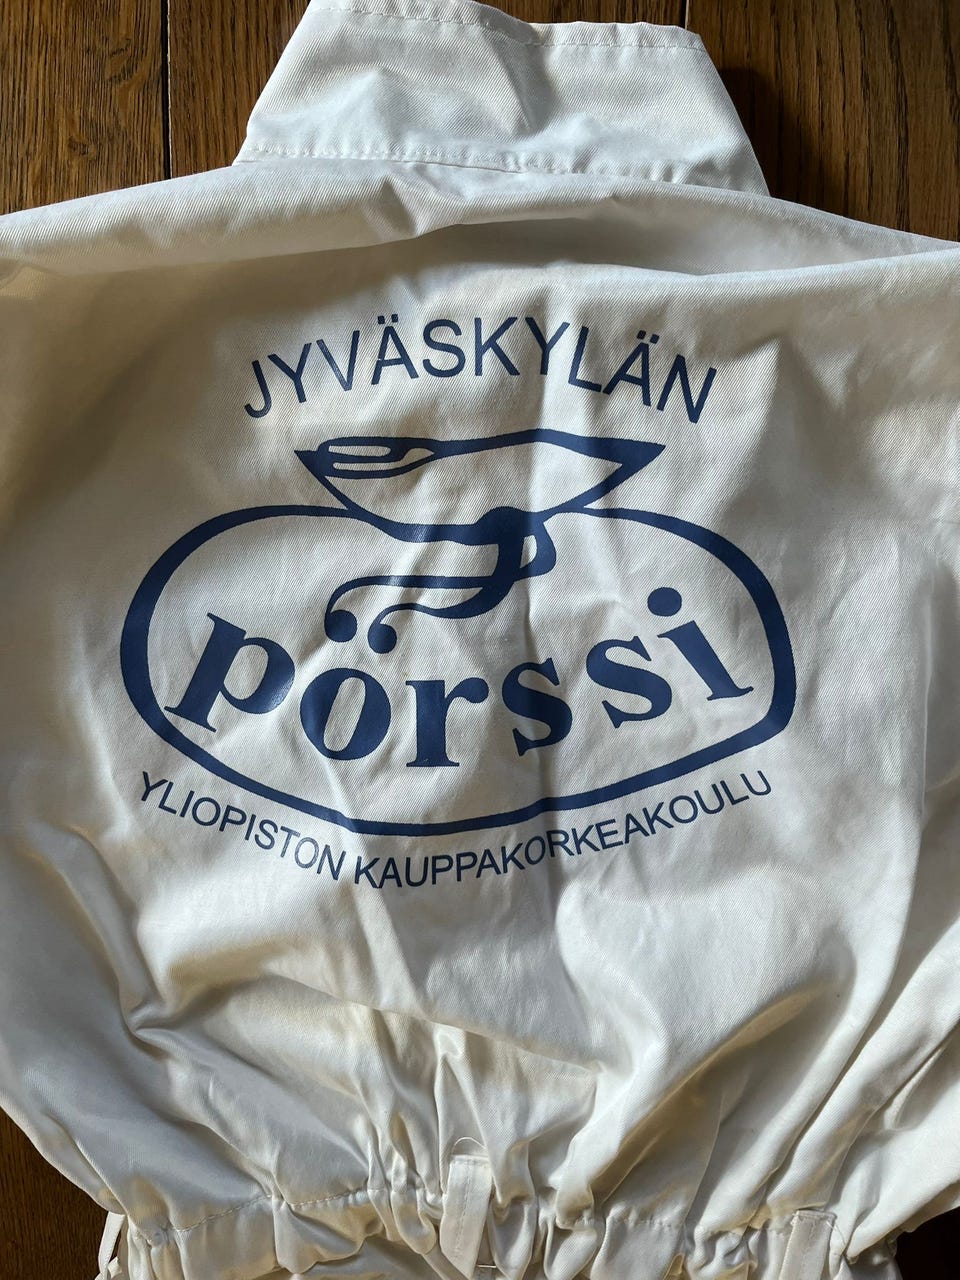 JYVÄSKYLÄN
pörssi
YLIOPISTON KAUPPAKORKEAKOULU